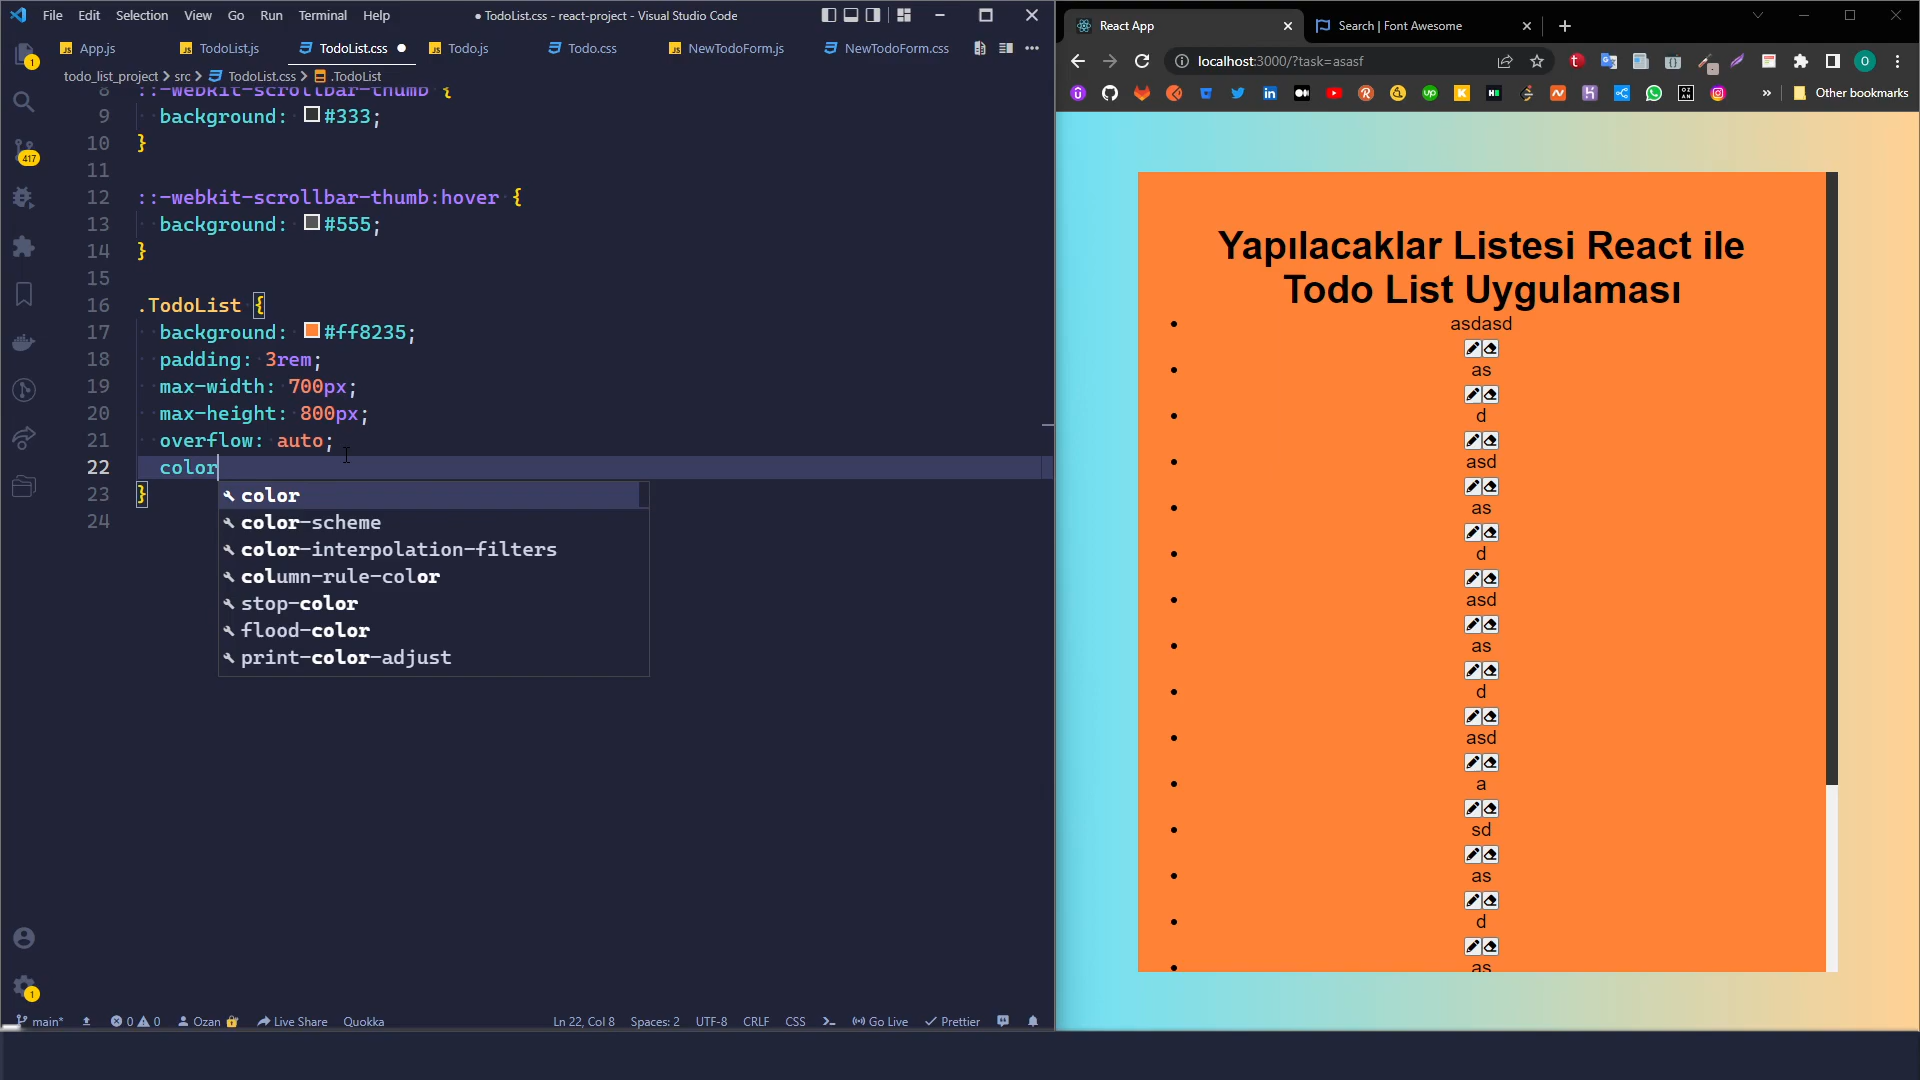 File Edit Selection View Go Run Terminal Help
● TodoList.css - react-project - Visual Studio Code
App.js TodoList.js TodoList.css Todo.js Todo.css NewTodoForm.js NewTodoForm.css
todo_list_project > src > TodoList.css > .TodoList
8 ::-webkit-scrollbar-thumb {
9 background: #333;
10 }
11
12 ::-webkit-scrollbar-thumb:hover {
13 background: #555;
14 }
15
16 .TodoList {
17 background: #ff8235;
18 padding: 3rem;
19 max-width: 700px;
20 max-height: 800px;
21 overflow: auto;
22 color
23 }
24
color
color-scheme
color-interpolation-filters
column-rule-color
stop-color
flood-color
print-color-adjust
1
417
1
main* 0 0 Ozan Live Share Quokka Ln 22, Col 8 Spaces: 2 UTF-8 CRLF CSS Go Live Prettier
React App
Search | Font Awesome
localhost:3000/?task=asasf
O
Other bookmarks
Yapılacaklar Listesi React ile
Todo List Uygulaması
asdasd
as
d
asd
as
d
asd
as
d
asd
a
sd
as
d
as